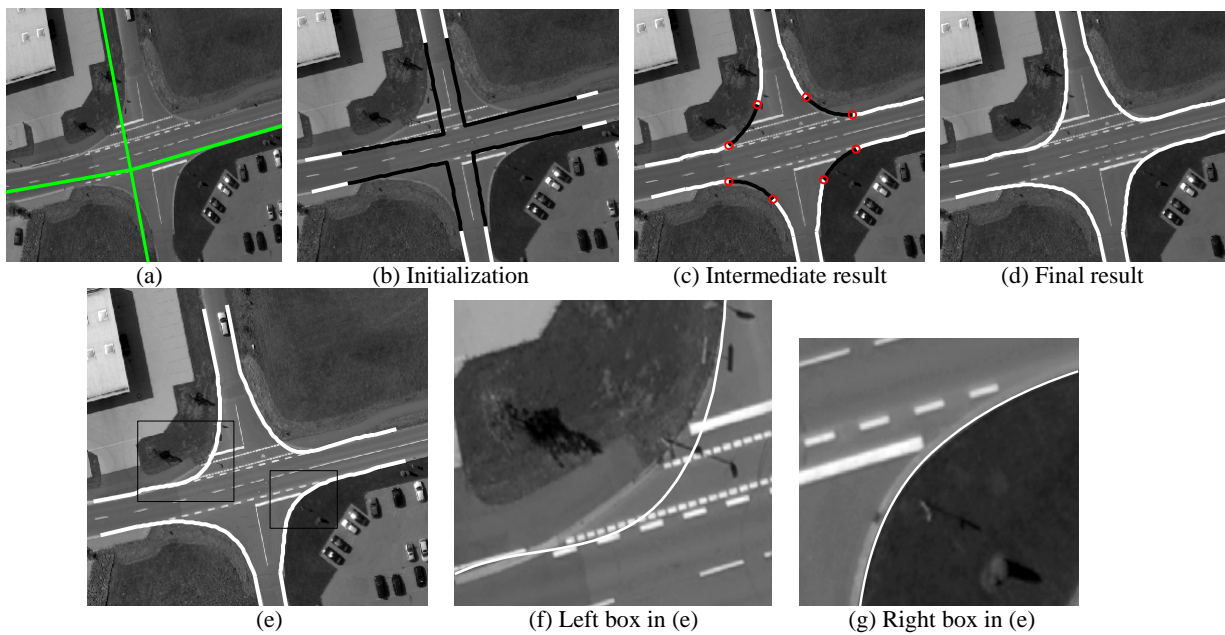 (a)
(b) Initialization
(c) Intermediate result
(d) Final result
(e)
(f) Left box in (e)
(g) Right box in (e)